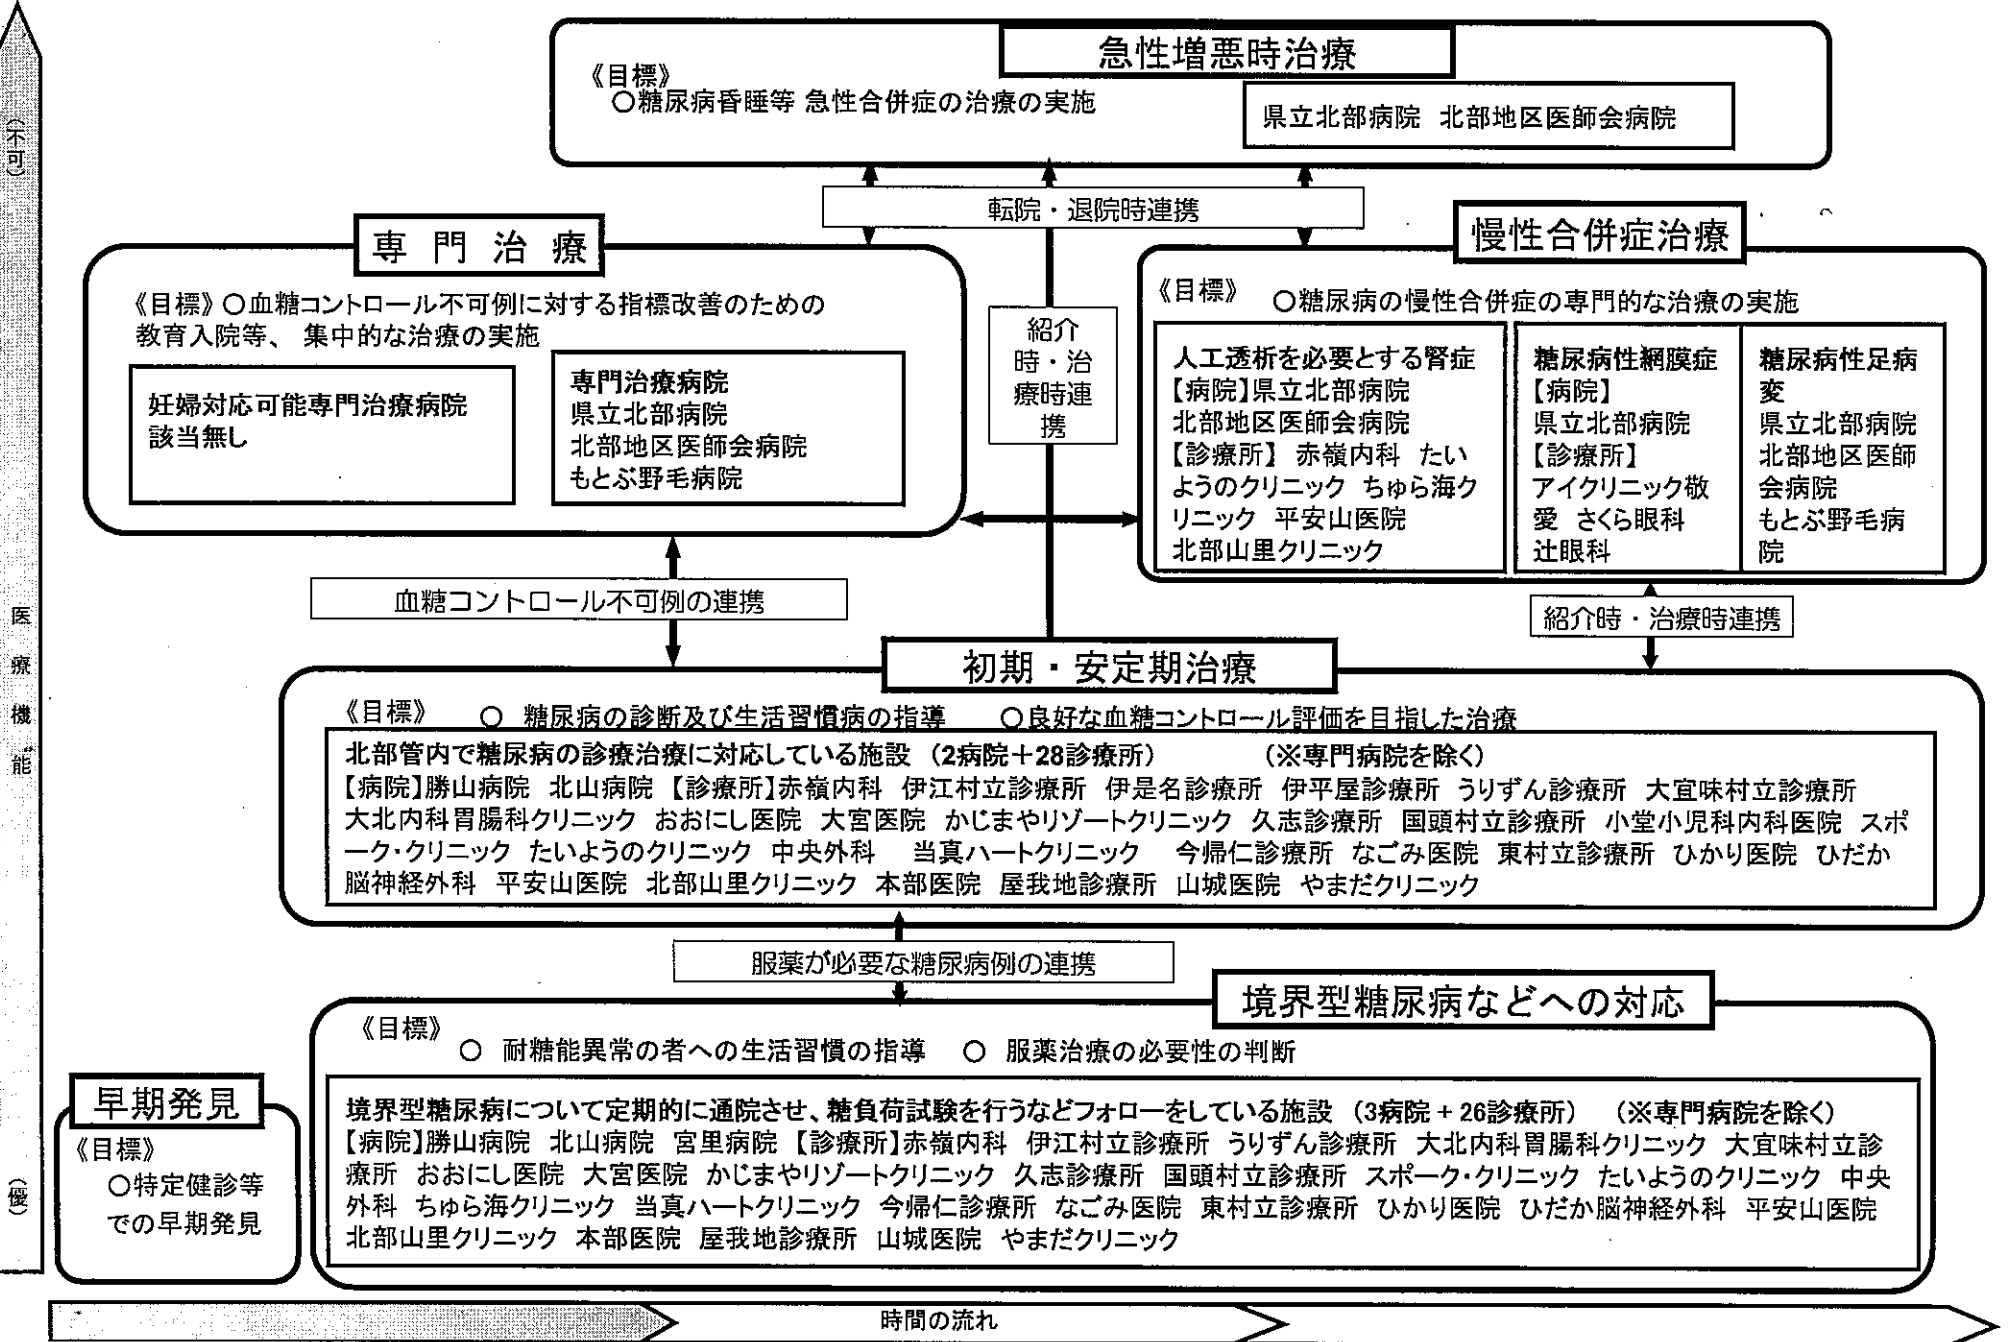 急性増悪時治療
《目標》
○糖尿病昏睡等 急性合併症の治療の実施
県立北部病院 北部地区医師会病院
転院・退院時連携
専門治療
《目標》○血糖コントロール不可例に対する指標改善のための
教育入院等、 集中的な治療の実施
妊婦対応可能専門治療病院
該当無し
専門治療病院
県立北部病院
北部地区医師会病院
もとぶ野毛病院
紹介
時・治
療時連
携
慢性合併症治療
《目標》 ○糖尿病の慢性合併症の専門的な治療の実施
人工透析を必要とする腎症
【病院】県立北部病院
北部地区医師会病院
【診療所】 赤嶺内科 たい
ようのクリニック ちゅら海ク
リニック 平安山医院
北部山里クリニック
糖尿病性網膜症
【病院】
県立北部病院
【診療所】
アイクリニック敬
愛 さくら眼科
辻眼科
糖尿病性足病
変
県立北部病院
北部地区医師
会病院
もとぶ野毛病
院
血糖コントロール不可例の連携
紹介時・治療時連携
初期・安定期治療
《目標》 ○ 糖尿病の診断及び生活習慣病の指導 ○良好な血糖コントロール評価を目指した治療
北部管内で糖尿病の診療治療に対応している施設 (2病院+28診療所) (※専門病院を除く)
【病院】勝山病院 北山病院 【診療所】赤嶺内科 伊江村立診療所 伊是名診療所 伊平屋診療所 うりずん診療所 大宜味村立診療所
大北内科胃腸科クリニック おおにし医院 大宮医院 かじまやリゾートクリニック 久志診療所 国頭村立診療所 小堂小児科内科医院 スポ
ーク・クリニック たいようのクリニック 中央外科 当真ハートクリニック 今帰仁診療所 なごみ医院 東村立診療所 ひかり医院 ひだか
脳神経外科 平安山医院 北部山里クリニック 本部医院 屋我地診療所 山城医院 やまだクリニック
服薬が必要な糖尿病例の連携
境界型糖尿病などへの対応
《目標》
○ 耐糖能異常の者への生活習慣の指導 ○ 服薬治療の必要性の判断
境界型糖尿病について定期的に通院させ、糖負荷試験を行うなどフォローをしている施設 (3病院+26診療所) (※専門病院を除く)
【病院】勝山病院 北山病院 宮里病院 【診療所】赤嶺内科 伊江村立診療所 うりずん診療所 大北内科胃腸科クリニック 大宜味村立診
療所 おおにし医院 大宮医院 かじまやリゾートクリニック 久志診療所 国頭村立診療所 スポーク・クリニック たいようのクリニック 中央
外科 ちゅら海クリニック 当真ハートクリニック 今帰仁診療所 なごみ医院 東村立診療所 ひかり医院 ひだか脳神経外科 平安山医院
北部山里クリニック 本部医院 屋我地診療所 山城医院 やまだクリニック
早期発見
《目標》
○特定健診等
での早期発見
(不可)
医療機能
(優)
時間の流れ